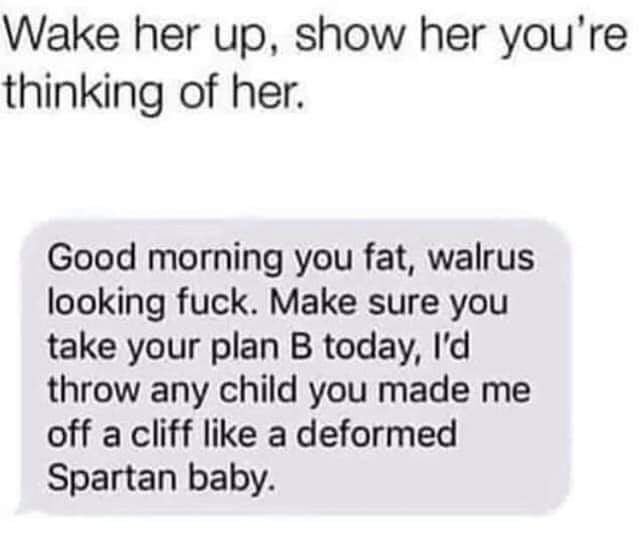 Wake her up, show her you're
thinking of her.
Good morning you fat, walrus
looking fuck. Make sure you
take your plan B today, I'd
throw any child you made me
off a cliff like a deformed
Spartan baby.